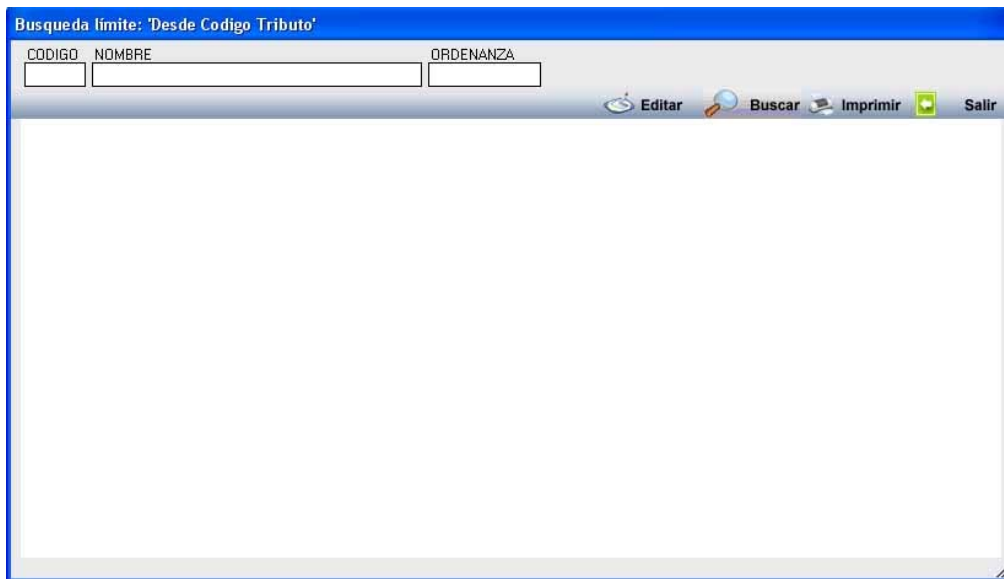 Busqueda límite: 'Desde Codigo Tributo'
CODIGO NOMBRE ORDENANZA
Editar Buscar Imprimir Salir